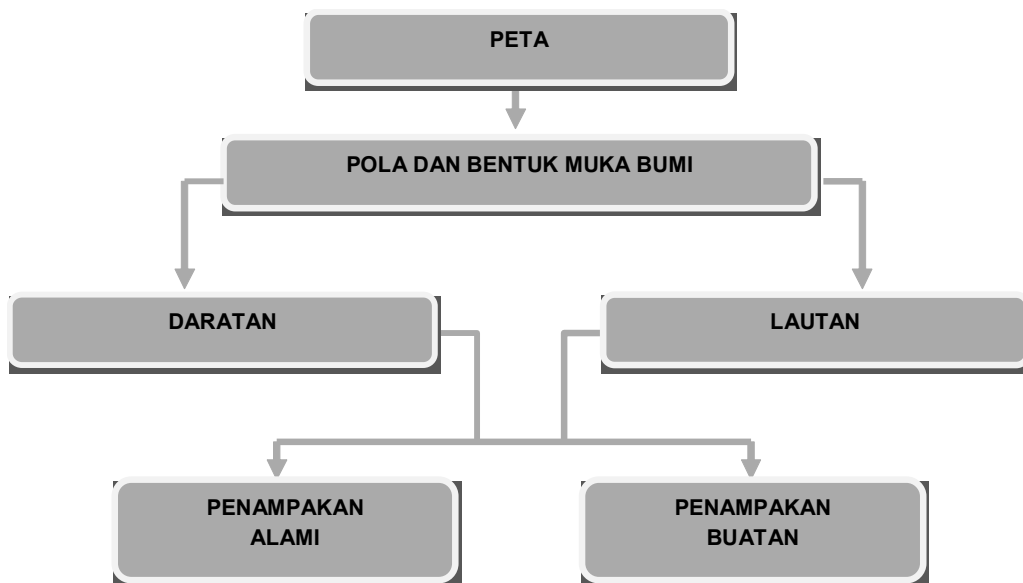 PETA
POLA DAN BENTUK MUKA BUMI
DARATAN
LAUTAN
PENAMPAKAN
ALAMI
PENAMPAKAN
BUATAN